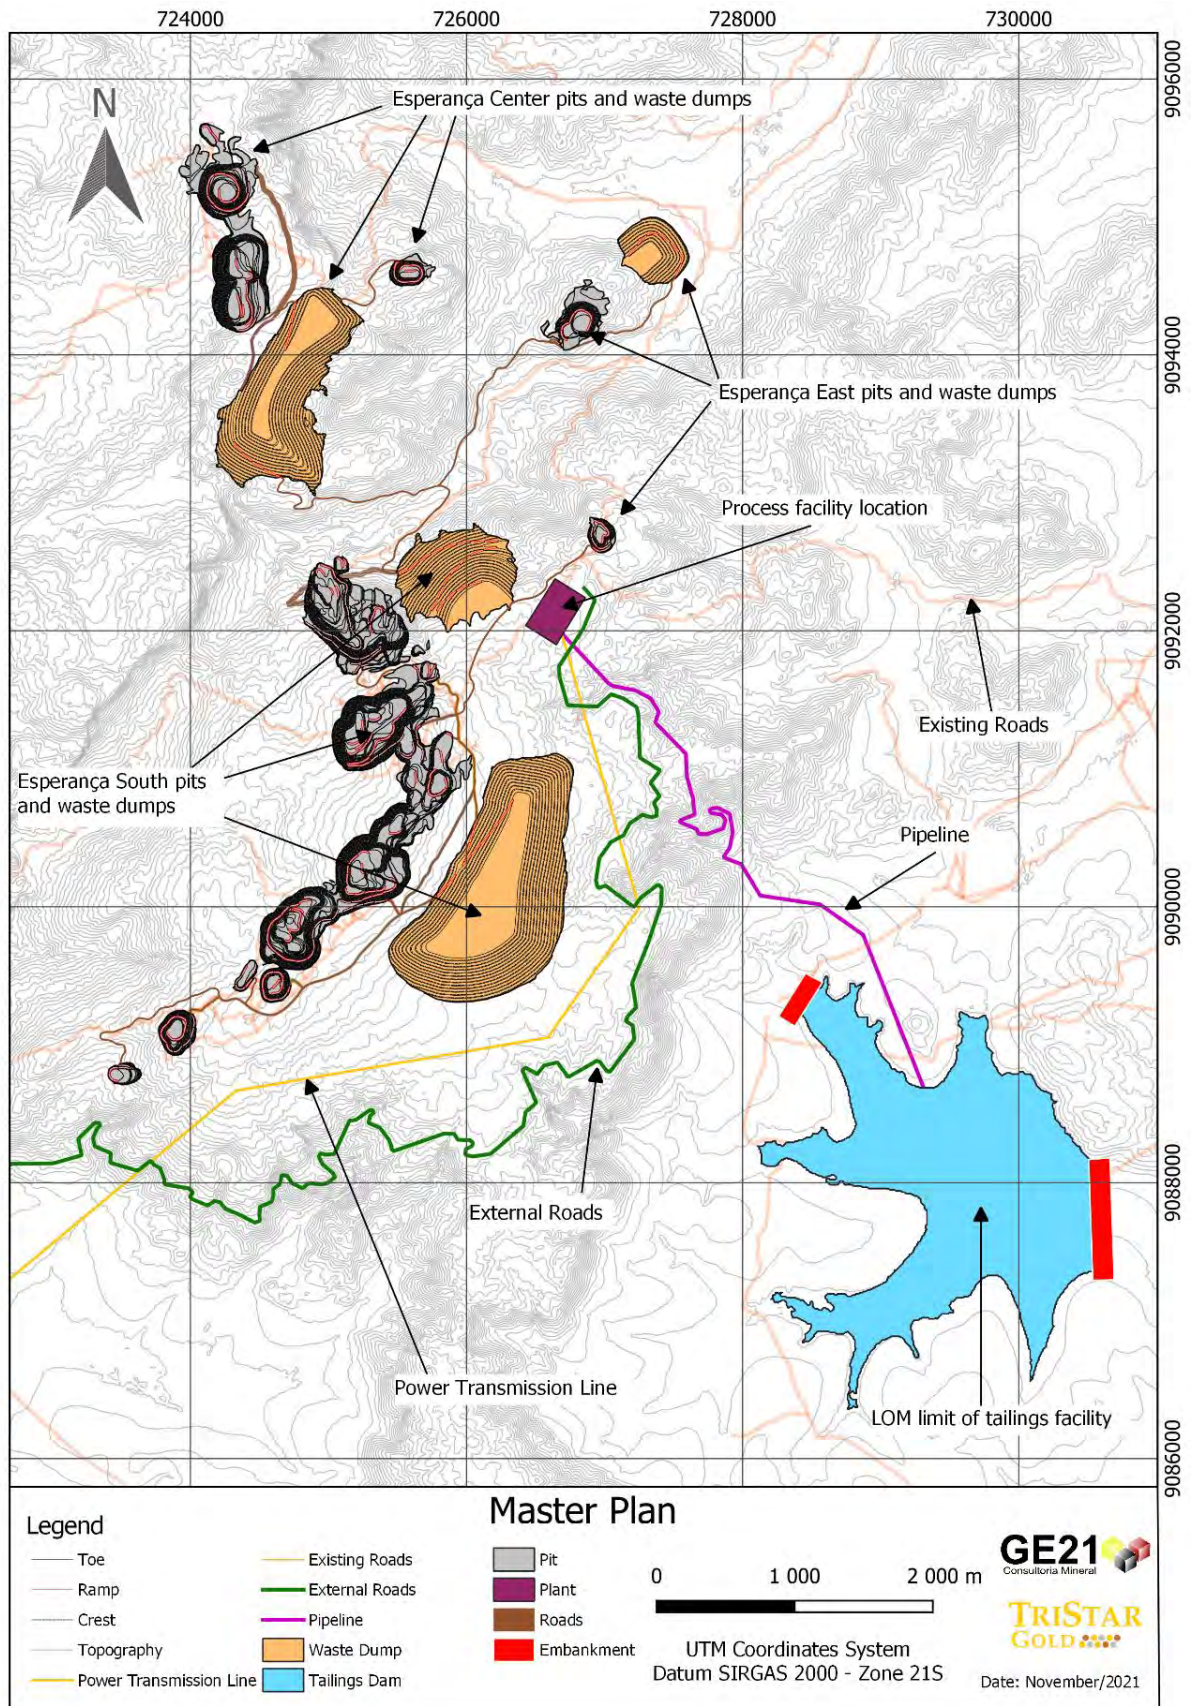 724000
726000
728000
730000
9096000
9094000
9092000
9090000
9088000
9086000
N
Esperança Center pits and waste dumps
Esperança East pits and waste dumps
Process facility location
Existing Roads
Esperança South pits
and waste dumps
Pipeline
External Roads
Power Transmission Line
LOM limit of tailings facility
Master Plan
Legend
Toe
Ramp
Crest
Topography
Power Transmission Line
Existing Roads
External Roads
Pipeline
Waste Dump
Tailings Dam
Pit
Plant
Roads
Embankment
0 1 000 2 000 m
UTM Coordinates System
Datum SIRGAS 2000 - Zone 21S
GE21
Consultoria Mineral
TRISTAR
GOLD
Date: November/2021